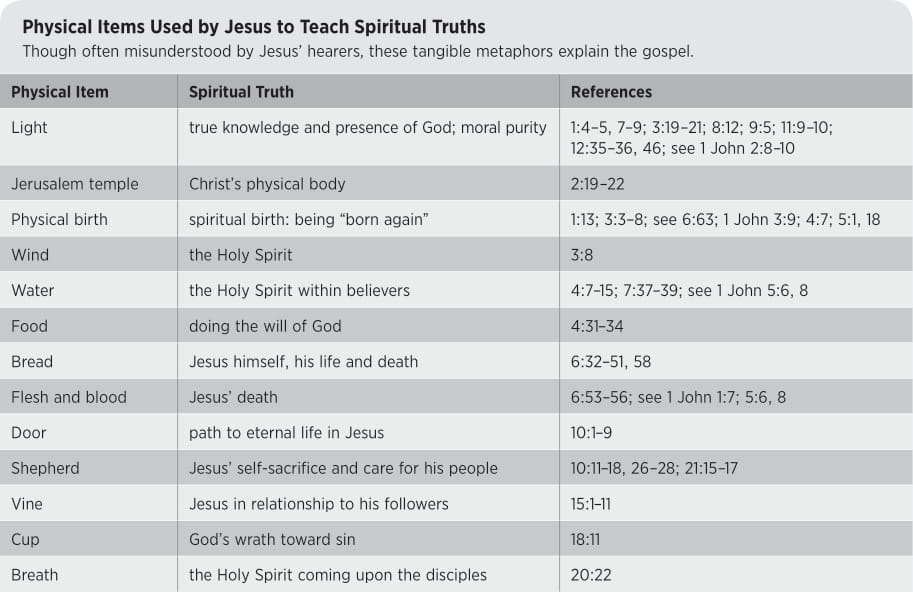 Physical Items Used by Jesus to Teach Spiritual Truths
Though often misunderstood by Jesus’ hearers, these tangible metaphors explain the gospel.
Physical Item Spiritual Truth References
Light true knowledge and presence of God; moral purity 1:4–5, 7–9; 3:19–21; 8:12; 9:5; 11:9–10;
12:35–36, 46; see 1 John 2:8–10
Jerusalem temple Christ’s physical body 2:19–22
Physical birth spiritual birth: being “born again” 1:13; 3:3–8; see 6:63; 1 John 3:9; 4:7; 5:1, 18
Wind the Holy Spirit 3:8
Water the Holy Spirit within believers 4:7–15; 7:37–39; see 1 John 5:6, 8
Food doing the will of God 4:31–34
Bread Jesus himself, his life and death 6:32–51, 58
Flesh and blood Jesus’ death 6:53–56; see 1 John 1:7; 5:6, 8
Door path to eternal life in Jesus 10:1–9
Shepherd Jesus’ self-sacrifice and care for his people 10:11–18, 26–28; 21:15–17
Vine Jesus in relationship to his followers 15:1–11
Cup God’s wrath toward sin 18:11
Breath the Holy Spirit coming upon the disciples 20:22